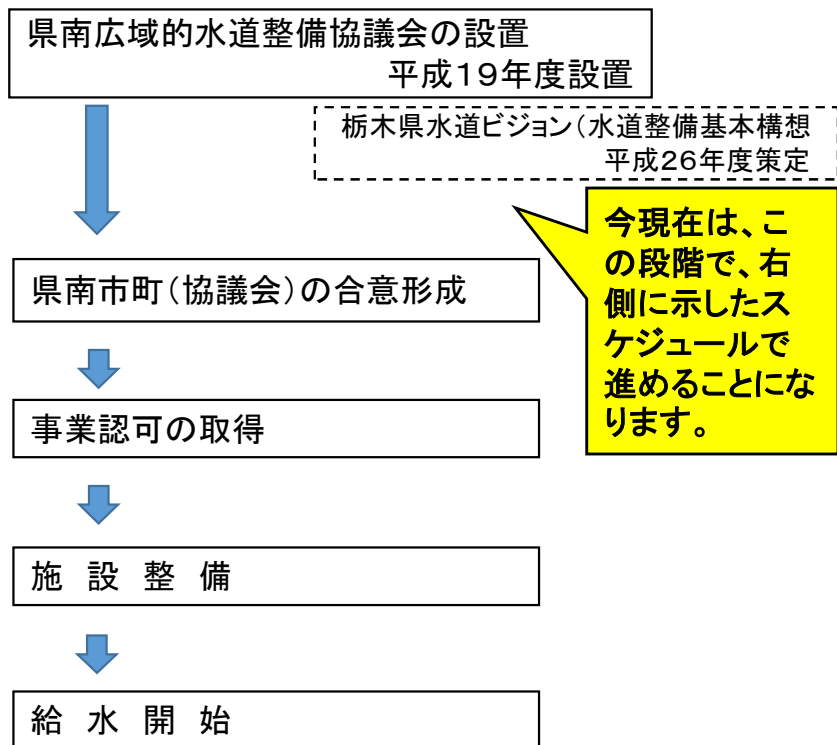 県南広域的水道整備協議会の設置
平成19年度設置
栃木県水道ビジョン(水道整備基本構想
平成26年度策定
今現在は、こ
の段階で、右
側に示したス
ケジュールで
進めることにな
ります。
県南市町(協議会)の合意形成
事業認可の取得
施 設 整 備
給 水 開 始